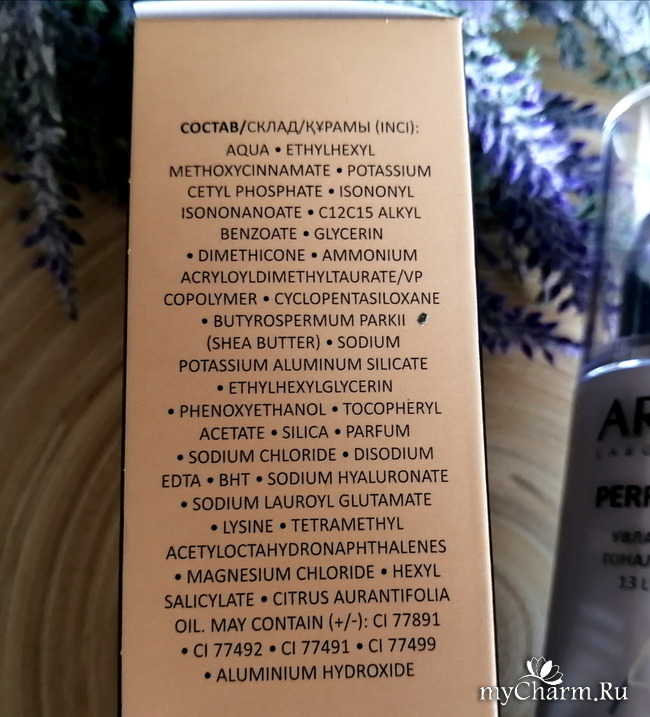 СОСТАВ/СКЛАД/ҚҰРАМЫ (INCI):
AQUA • ETHYLHEXYL
METHOXYCINNAMATE • POTASSIUM
CETYL PHOSPHATE • ISONONYL
ISONONANOATE • C12C15 ALKYL
BENZOATE • GLYCERIN
• DIMETHICONE • AMMONIUM
ACRYLOYLDIMETHYLTAURATE/VP
COPOLYMER • CYCLOPENTASILOXANE
• BUTYROSPERMUM PARKII
(SHEA BUTTER) • SODIUM
POTASSIUM ALUMINUM SILICATE
• ETHYLHEXYLGLYCERIN
• PHENOXYETHANOL • TOCOPHERYL
ACETATE • SILICA • PARFUM
• SODIUM CHLORIDE • DISODIUM
EDTA • BHT • SODIUM HYALURONATE
• SODIUM LAUROYL GLUTAMATE
• LYSINE • TETRAMETHYL
ACETYLOCTAHYDRONAPHTHALENES
• MAGNESIUM CHLORIDE • HEXYL
SALICYLATE • CITRUS AURANTIFOLIA
OIL. MAY CONTAIN (+/-): CI 77891
• CI 77492 • CI 77491 • CI 77499
• ALUMINIUM HYDROXIDE
AR
PERF
УВЛА
ТОНАЛ
13 L
myCharm.Ru